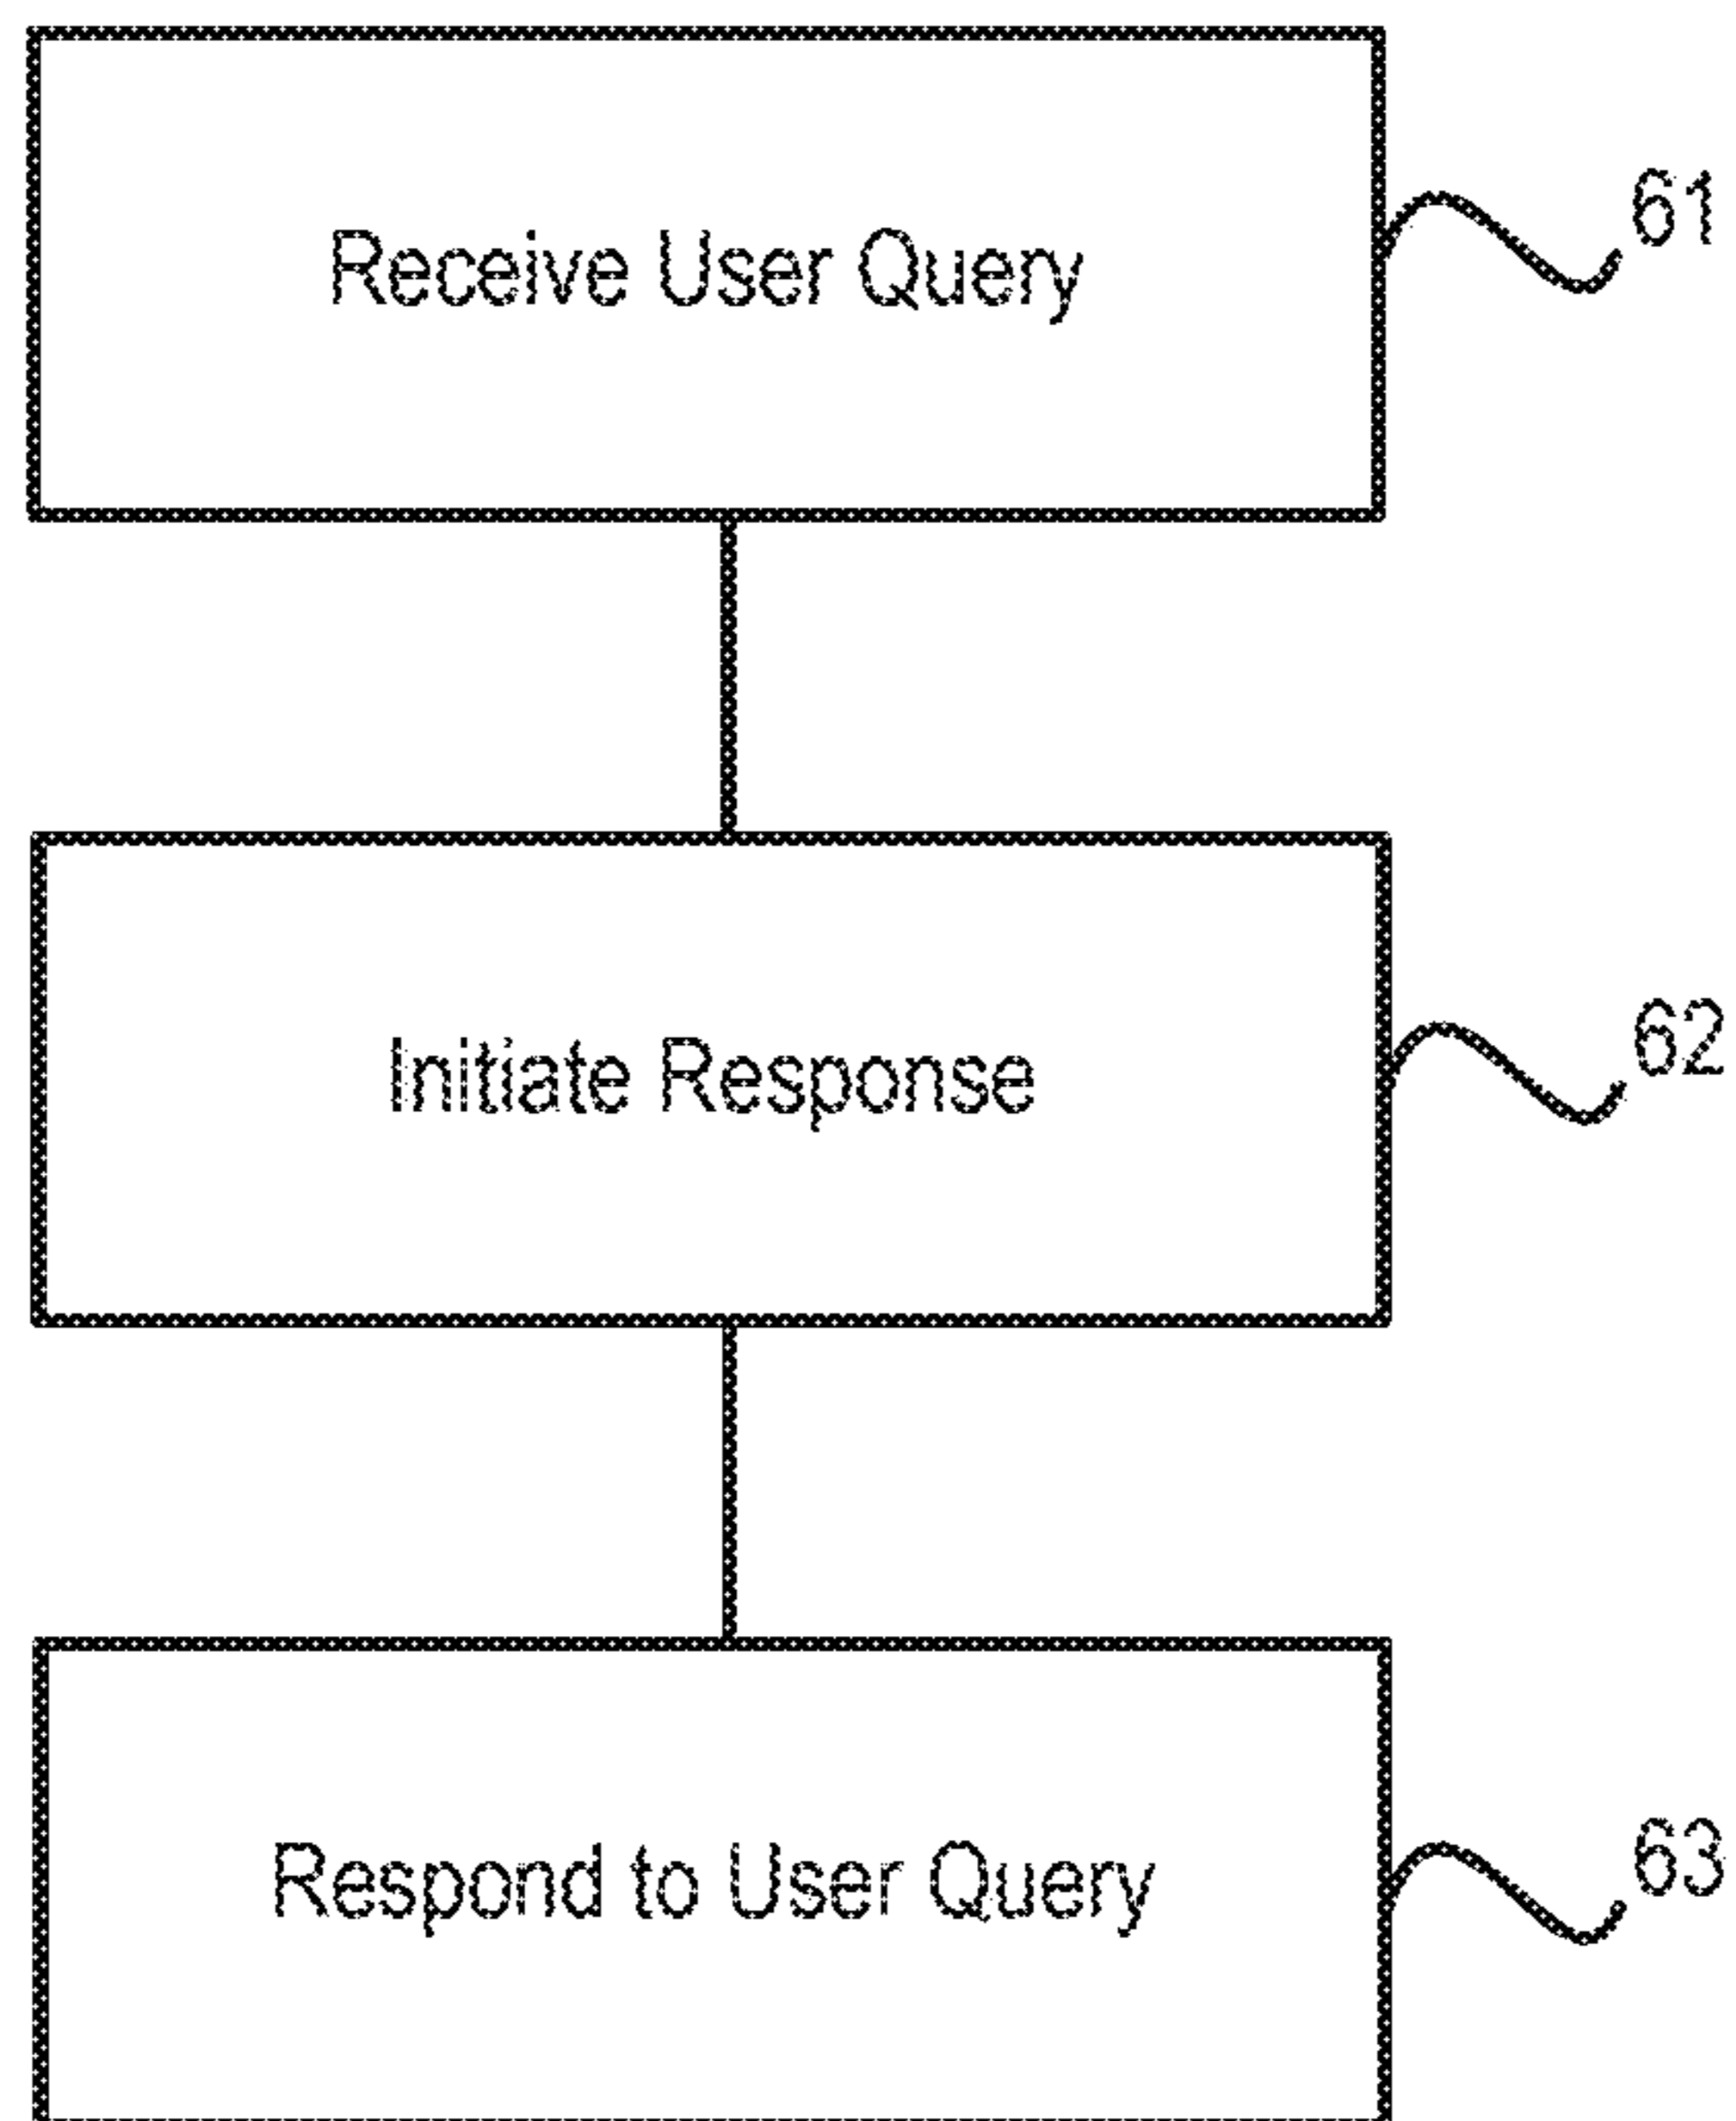 Receive User Query
61
Initiate Response
62
Respond to User Query
63